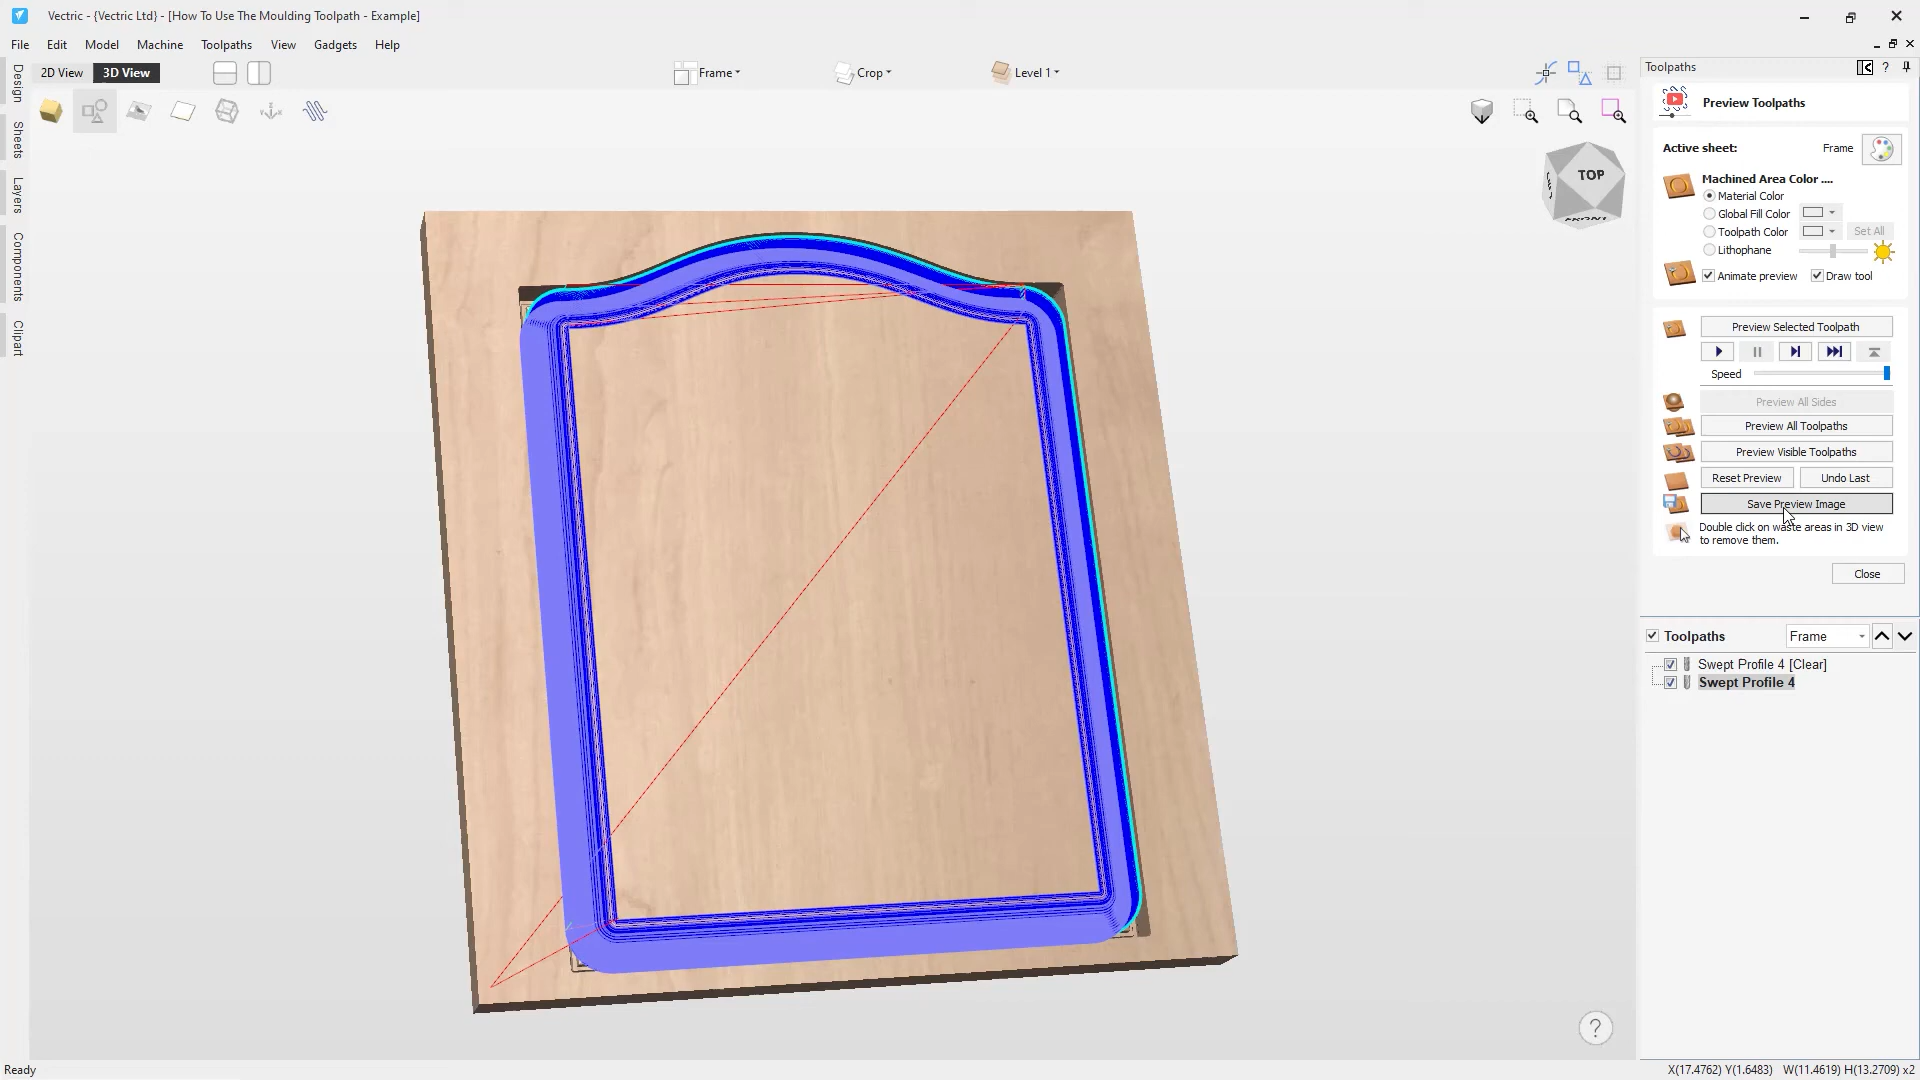 Vectric - {Vectric Ltd} - [How To Use The Moulding Toolpath - Example]
File Edit Model Machine Toolpaths View Gadgets Help
2D View 3D View Frame Crop Level 1
Design
Sheets
Layers
Components
Clipart
TOP
FRONT
Toolpaths
?
Preview Toolpaths
Active sheet: Frame
Machined Area Color ....
Material Color
Global Fill Color
Toolpath Color Set All
Lithophane
Animate preview Draw tool
Preview Selected Toolpath
Speed
Preview All Sides
Preview All Toolpaths
Preview Visible Toolpaths
Reset Preview Undo Last
Save Preview Image
Double click on waste areas in 3D view
to remove them.
Close
Toolpaths Frame
Swept Profile 4 [Clear]
Swept Profile 4
?
Ready
X(17.4762) Y(1.6483) W(11.4619) H(13.2709) x2